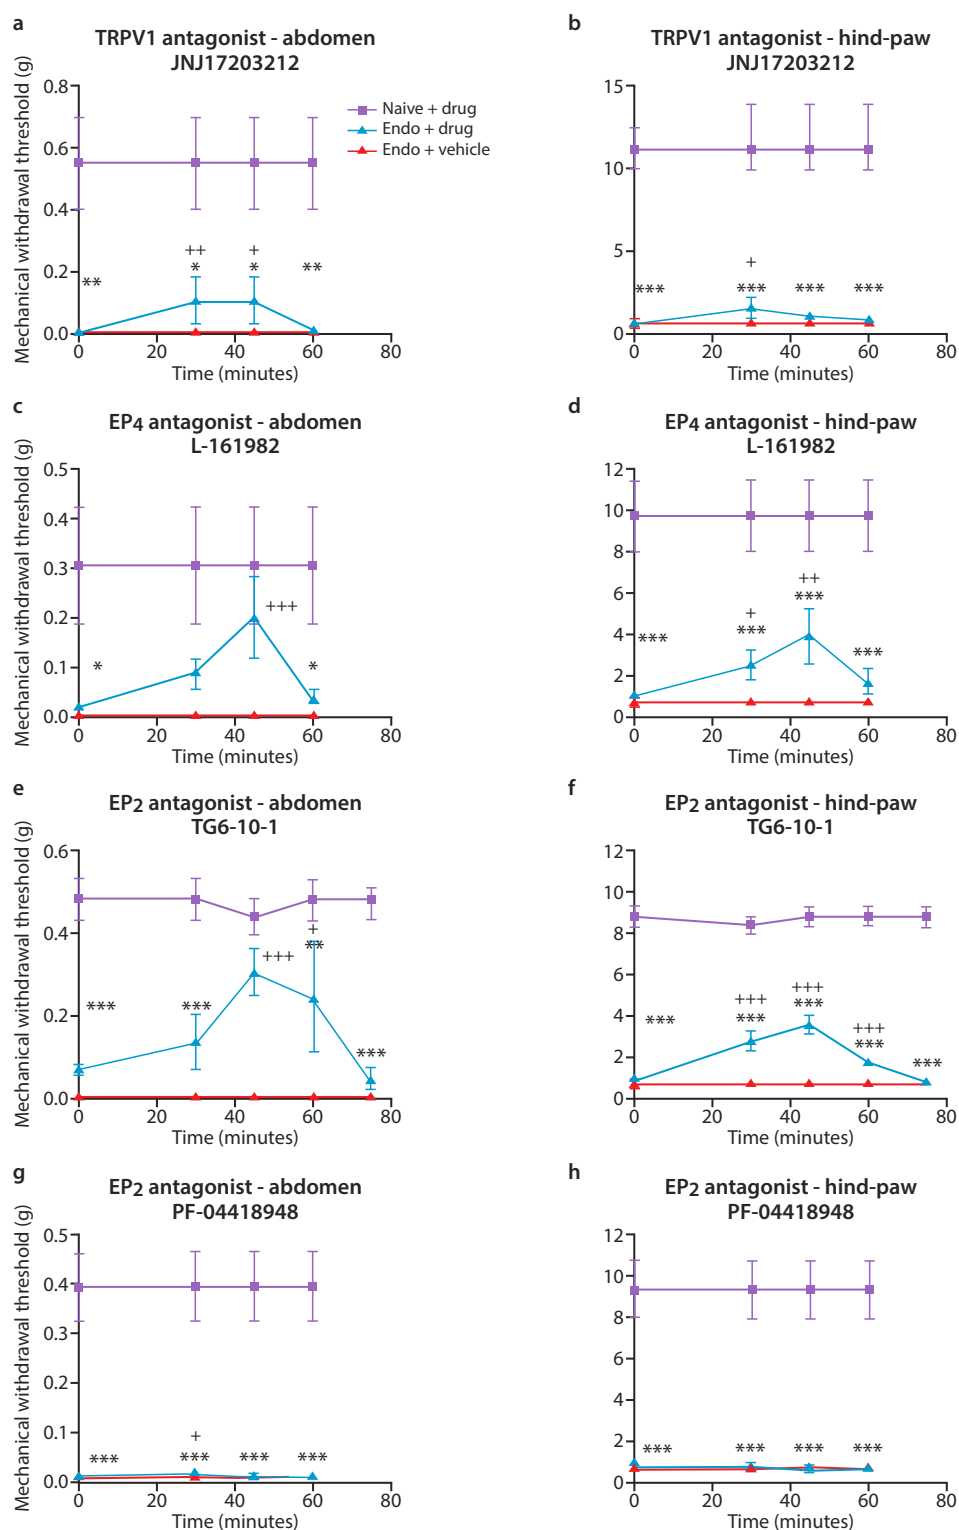 a
TRPV1 antagonist - abdomen
JNJ17203212
Mechanical withdrawal threshold (g)
0.8
0.6
0.4
0.2
0.0
Naive + drug
Endo + drug
Endo + vehicle
**
++
*
+
*
**
0 20 40 60 80
Time (minutes)
b
TRPV1 antagonist - hind-paw
JNJ17203212
15
10
5
0
***
+
***
***
***
0 20 40 60 80
Time (minutes)
c
EP4 antagonist - abdomen
L-161982
Mechanical withdrawal threshold (g)
0.5
0.4
0.3
0.2
0.1
0.0
*
+++
*
0 20 40 60 80
Time (minutes)
d
EP4 antagonist - hind-paw
L-161982
12
10
8
6
4
2
0
***
+
***
++
***
***
0 20 40 60 80
Time (minutes)
e
EP2 antagonist - abdomen
TG6-10-1
Mechanical withdrawal threshold (g)
0.6
0.4
0.2
0.0
***
***
+++
+
**
***
0 20 40 60 80
Time (minutes)
f
EP2 antagonist - hind-paw
TG6-10-1
12
10
8
6
4
2
0
***
+++
***
+++
***
+++
***
***
0 20 40 60 80
Time (minutes)
g
EP2 antagonist - abdomen
PF-04418948
Mechanical withdrawal threshold (g)
0.5
0.4
0.3
0.2
0.1
0.0
***
+
***
***
***
0 20 40 60 80
Time (minutes)
h
EP2 antagonist - hind-paw
PF-04418948
12
10
8
6
4
2
0
***
***
***
***
0 20 40 60 80
Time (minutes)